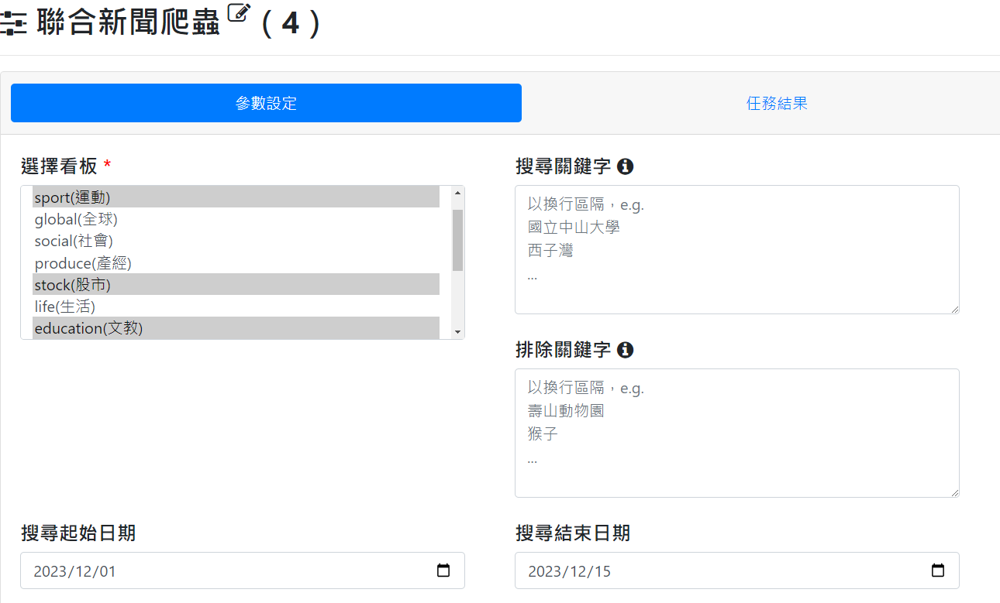 聯合新聞爬蟲 ( 4 )
參數設定
任務結果
選擇看板 *
sport(運動)
global(全球)
social(社會)
produce(產經)
stock(股市)
life(生活)
education(文教)
搜尋關鍵字
以換行區隔，e.g.
國立中山大學
西子灣
...
排除關鍵字
以換行區隔，e.g.
壽山動物園
猴子
...
搜尋起始日期
2023/12/01
搜尋結束日期
2023/12/15